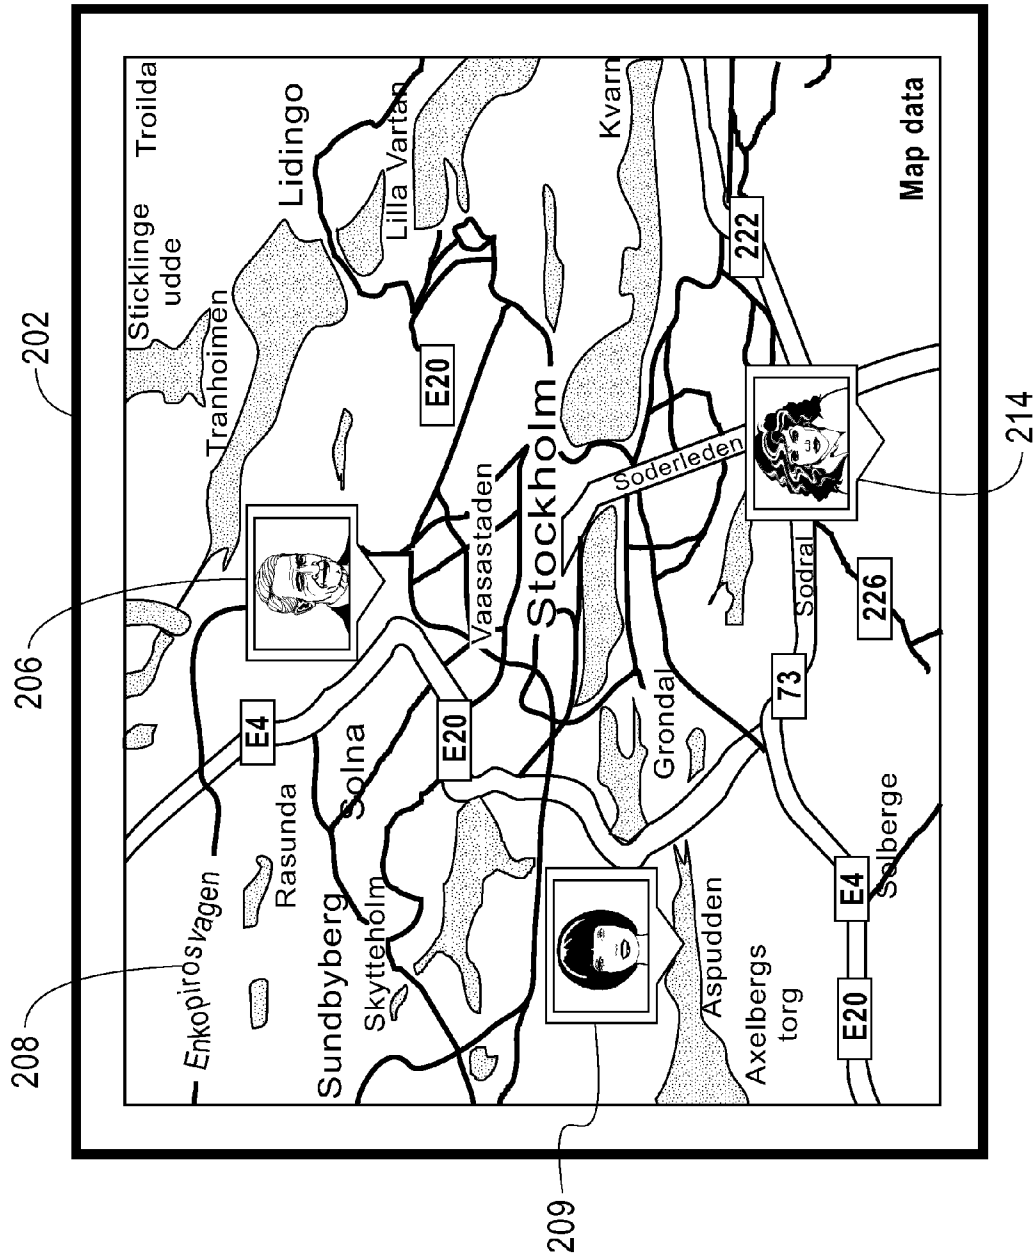 202
Sticklinge
udde
Troilda
Tranhoimen
Lidingo
Lilla Vartan
206
208
Enkopirosvagen
E4
Rasunda
Solna
Sundbyberg
Skytteholm
E20
E20
Vaasastaden
Stockholm
Kvarn
Soderleden
222
Grondal
Sodral
226
73
Aspudden
Axelbergs
torg
Solberge
E4
E20
Map data
209
214